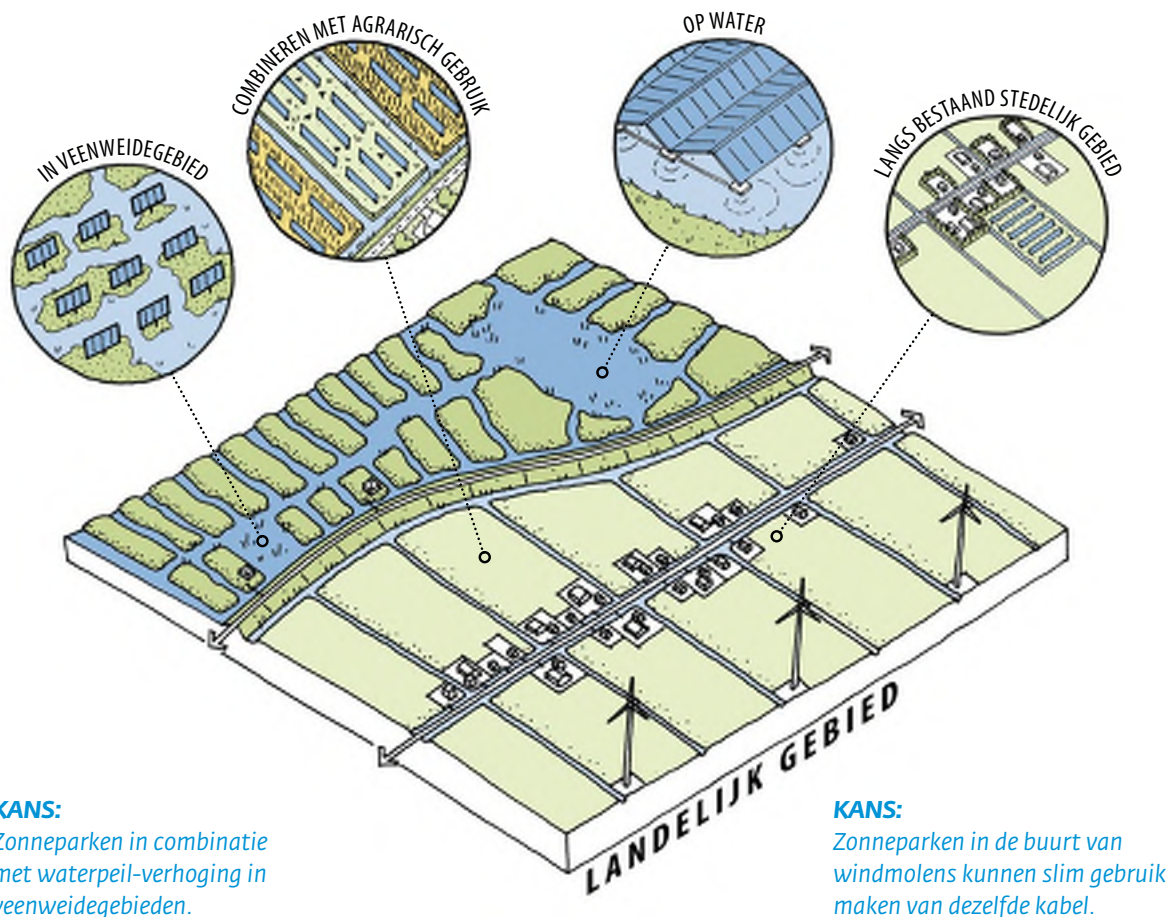 OP WATER
COMBINEREN MET AGRARISCH GEBRUIK
LANGS BESTAAND STEDELIJK GEBIED
IN VEENWEIDEGEBIED
LANDELIJK GEBIED
KANS:
Zonneparken in combinatie
met waterpeil-verhoging in
veenweidegebieden.
KANS:
Zonneparken in de buurt van
windmolens kunnen slim gebruik
maken van dezelfde kabel.